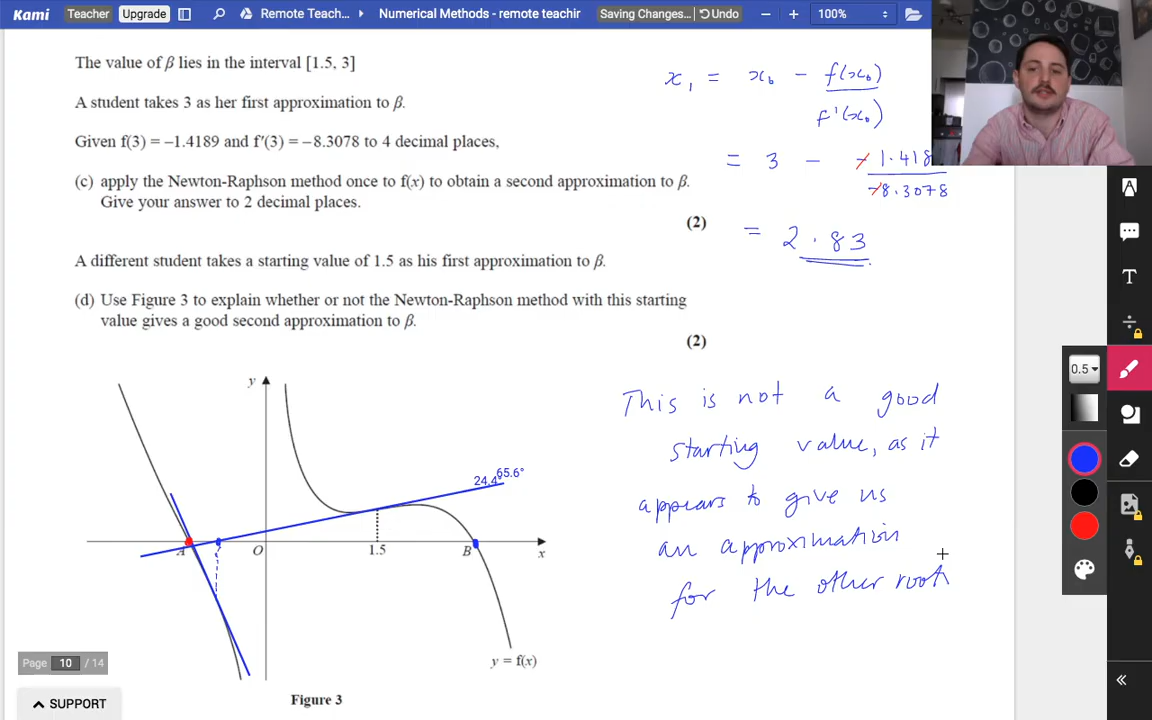 Kami
Teacher
Upgrade
Remote Teach...
Numerical Methods - remote teachir
Saving Changes...
Undo
100%
The value of β lies in the interval [1.5, 3]
A student takes 3 as her first approximation to β.
Given f(3) = −1.4189 and f′(3) = −8.3078 to 4 decimal places,
(c) apply the Newton-Raphson method once to f(x) to obtain a second approximation to β.
Give your answer to 2 decimal places.
(2)
A different student takes a starting value of 1.5 as his first approximation to β.
(d) Use Figure 3 to explain whether or not the Newton-Raphson method with this starting
value gives a good second approximation to β.
(2)
x₁ = x₀ − f(x₀)
f'(x₀)
= 3 − −1.418
−8.3078
= 2.83
This is not a good
starting value, as it
appears to give us
an approximation
for the other root
y
24.4°
65.6°
A
O
1.5
B
x
y = f(x)
Figure 3
Page 10 / 14
SUPPORT
0.5
T
A